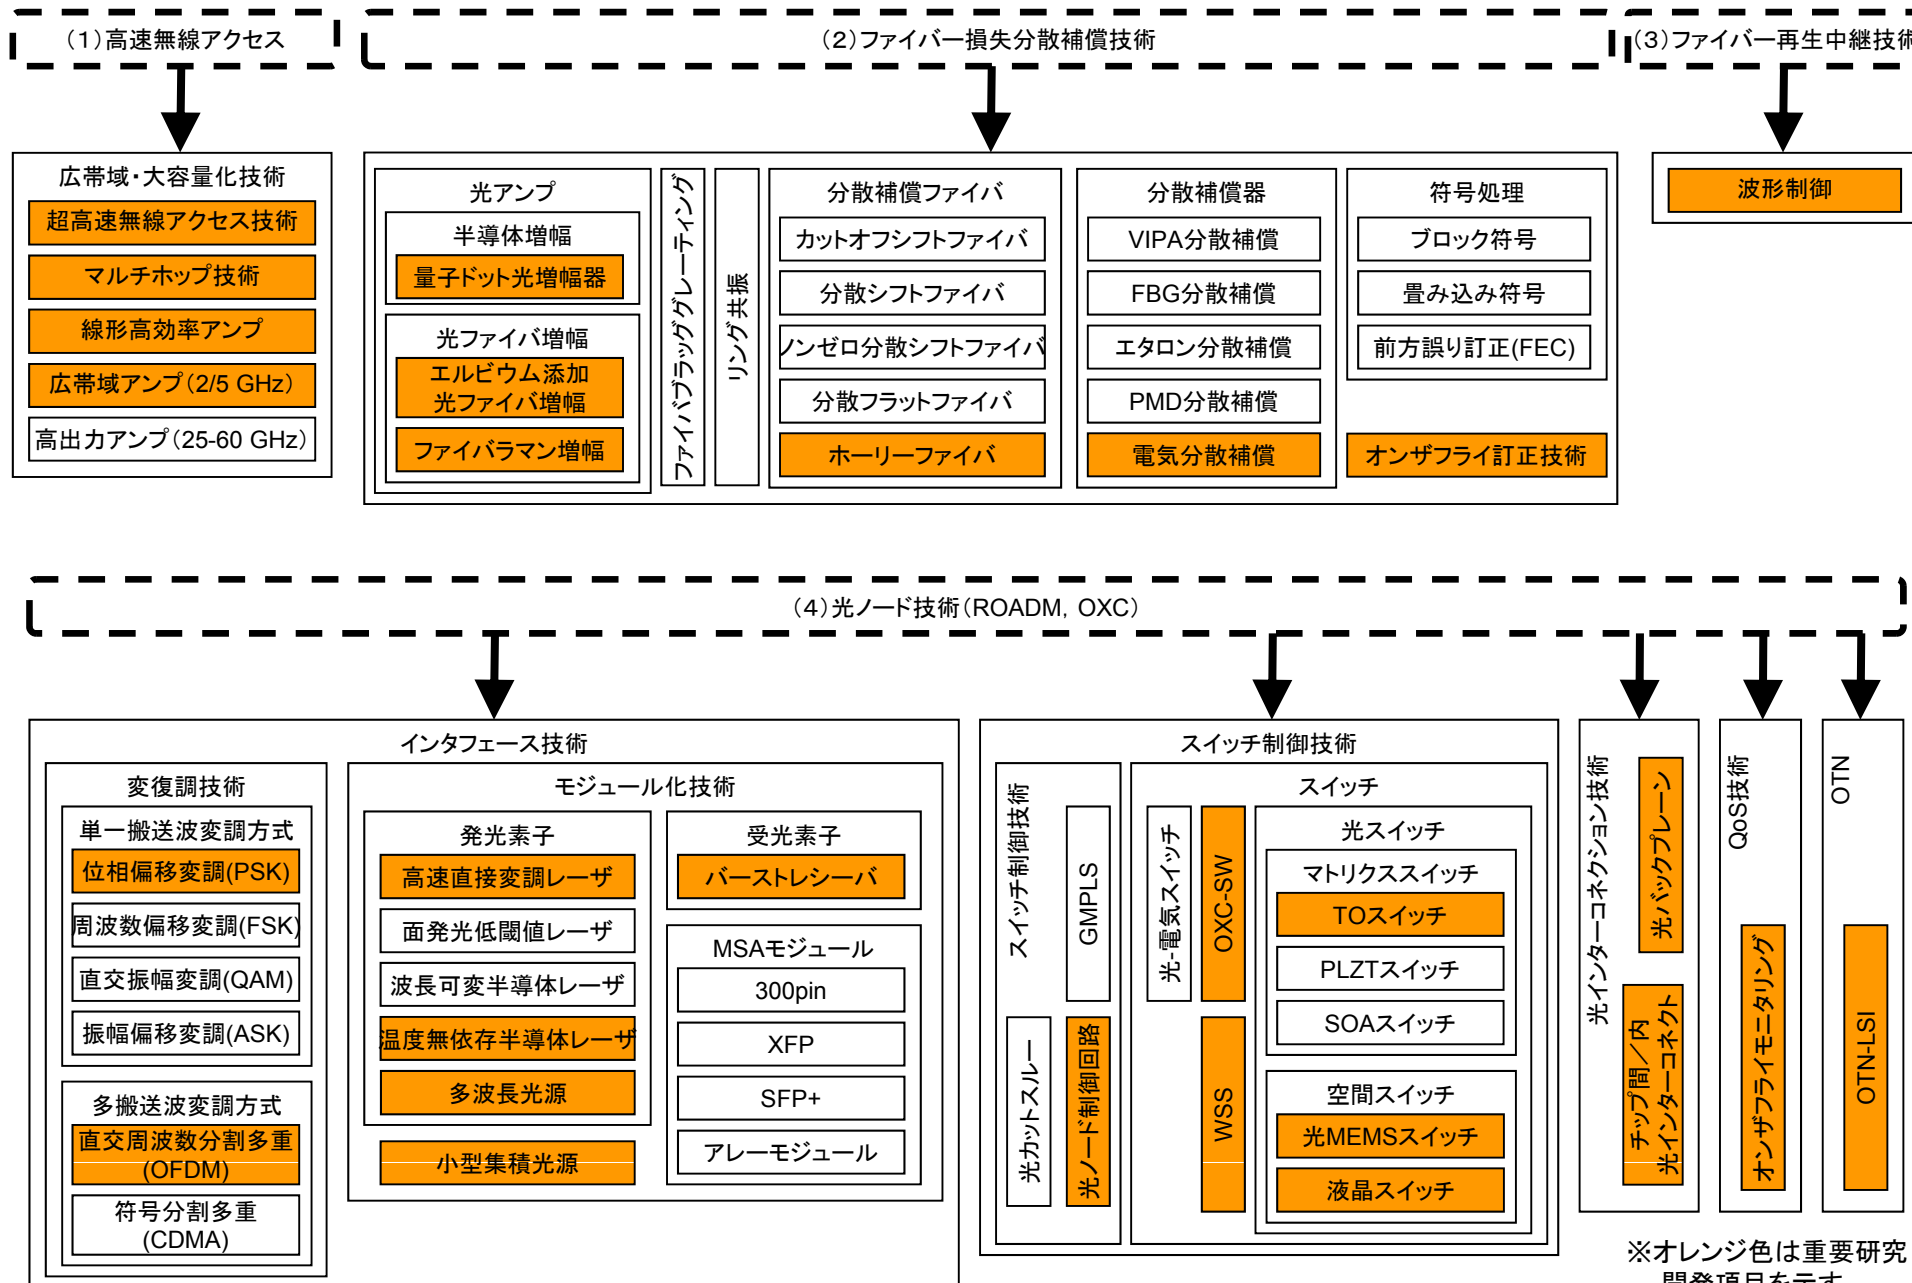 (1)高速無線アクセス
(2)ファイバー損失分散補償技術
(3)ファイバー再生中継技術
広帯域・大容量化技術
超高速無線アクセス技術
マルチホップ技術
線形高効率アンプ
広帯域アンプ(2/5 GHz)
高出力アンプ(25-60 GHz)
光アンプ
半導体増幅
量子ドット光増幅器
光ファイバ増幅
エルビウム添加
光ファイバ増幅
ファイバラマン増幅
ファイバブラッググレーティング
リング共振
分散補償ファイバ
カットオフシフトファイバ
分散シフトファイバ
ノンゼロ分散シフトファイバ
分散フラットファイバ
ホーリーファイバ
分散補償器
VIPA分散補償
FBG分散補償
エタロン分散補償
PMD分散補償
電気分散補償
符号処理
ブロック符号
畳み込み符号
前方誤り訂正(FEC)
オンザフライ訂正技術
波形制御
(4)光ノード技術(ROADM, OXC)
インタフェース技術
変復調技術
単一搬送波変調方式
位相偏移変調(PSK)
周波数偏移変調(FSK)
直交振幅変調(QAM)
振幅偏移変調(ASK)
多搬送波変調方式
直交周波数分割多重
(OFDM)
符号分割多重
(CDMA)
モジュール化技術
発光素子
高速直接変調レーザ
面発光低閾値レーザ
波長可変半導体レーザ
温度無依存半導体レーザ
多波長光源
小型集積光源
受光素子
バーストレシーバ
MSAモジュール
300pin
XFP
SFP+
アレーモジュール
スイッチ制御技術
スイッチ制御技術
GMPLS
光カットスルー
光ノード制御回路
スイッチ
光-電気スイッチ
OXC-SW
WSS
光スイッチ
マトリクススイッチ
TOスイッチ
PLZTスイッチ
SOAスイッチ
空間スイッチ
光MEMSスイッチ
液晶スイッチ
光インターコネクション技術
光バックプレーン
チップ間/内
光インターコネクト
QoS技術
オンザフライモニタリング
OTN
OTN-LSI
※オレンジ色は重要研究
開発項目を示す